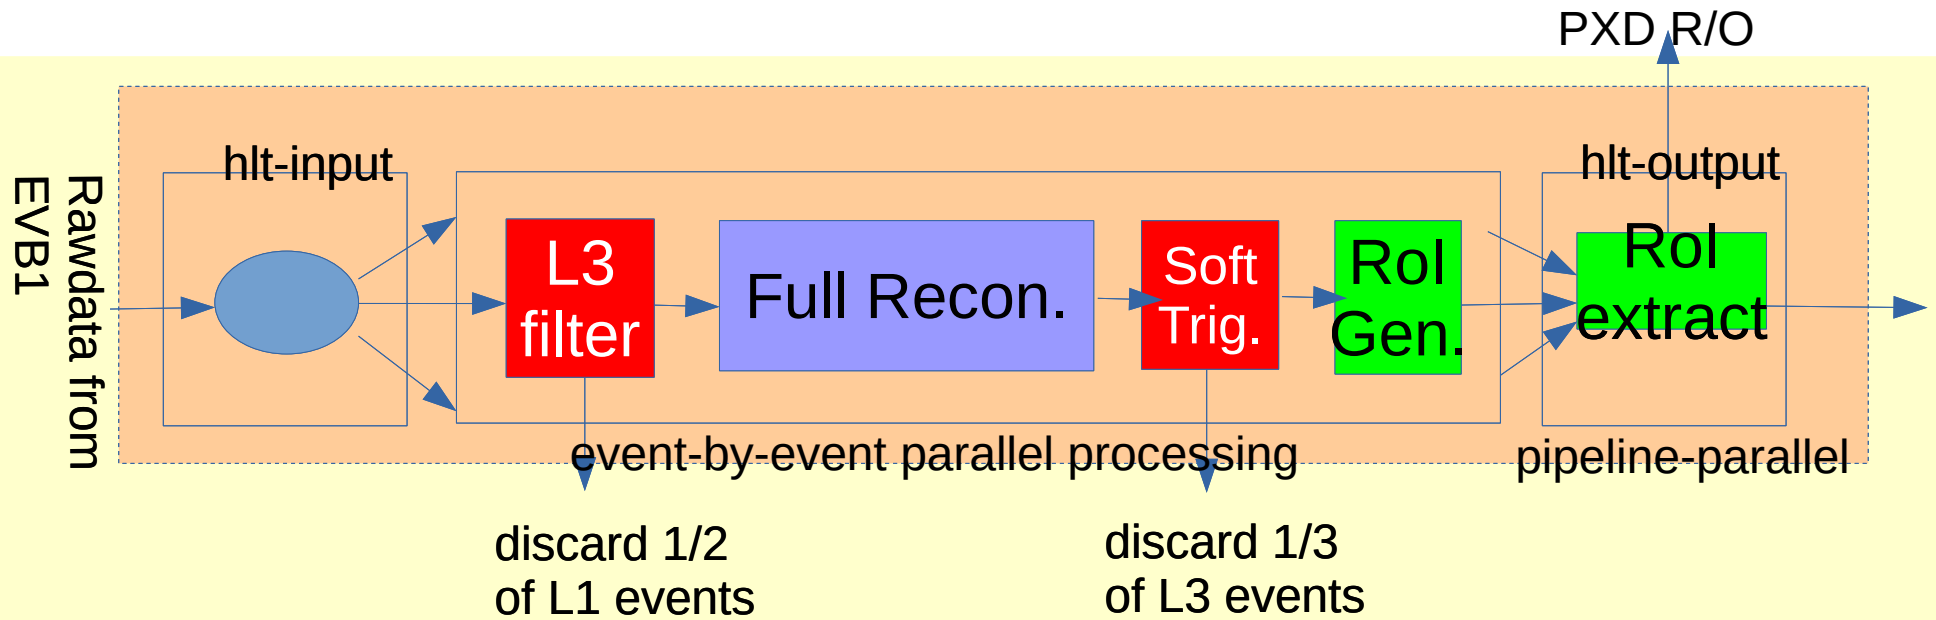 PXD R/O
Rawdata from
EVB1
hlt-input
hlt-output
L3
filter
Full Recon.
Soft
Trig.
RoI
Gen.
RoI
extract
event-by-event parallel processing
pipeline-parallel
discard 1/2
of L1 events
discard 1/3
of L3 events